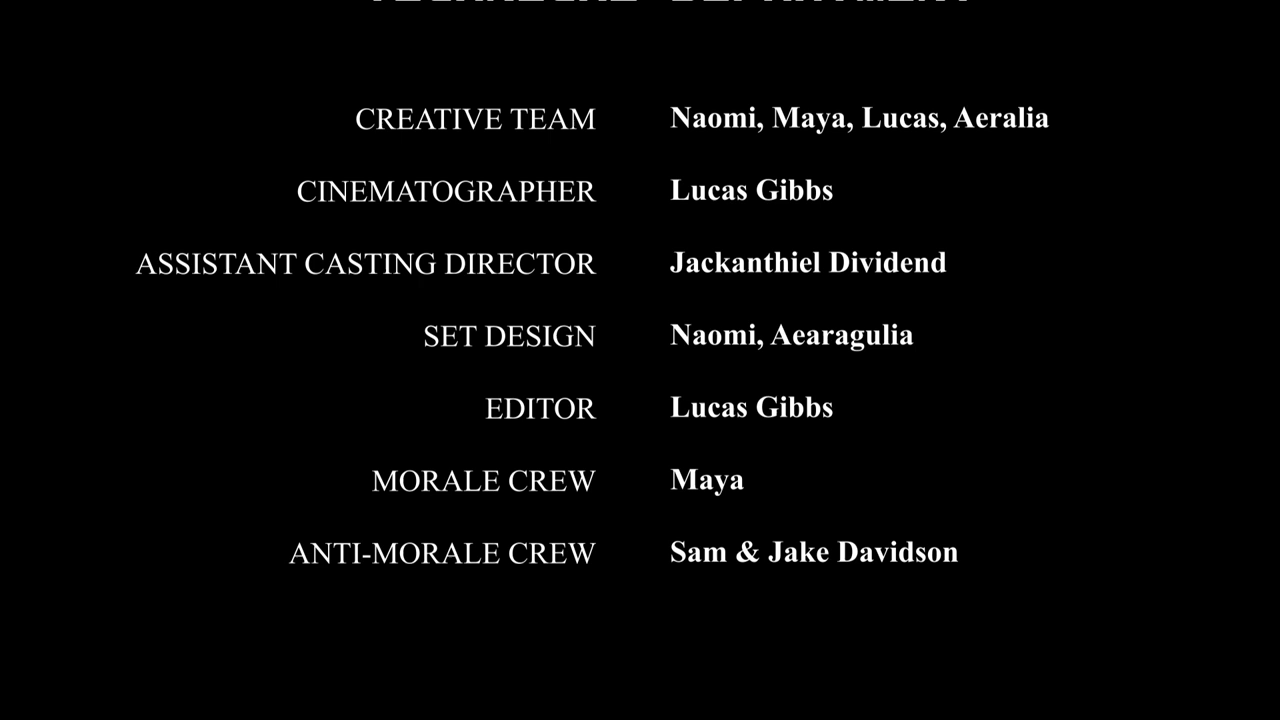 CREATIVE TEAM Naomi, Maya, Lucas, Aeralia
CINEMATOGRAPHER Lucas Gibbs
ASSISTANT CASTING DIRECTOR Jackanthiel Dividend
SET DESIGN Naomi, Aearagulia
EDITOR Lucas Gibbs
MORALE CREW Maya
ANTI-MORALE CREW Sam & Jake Davidson